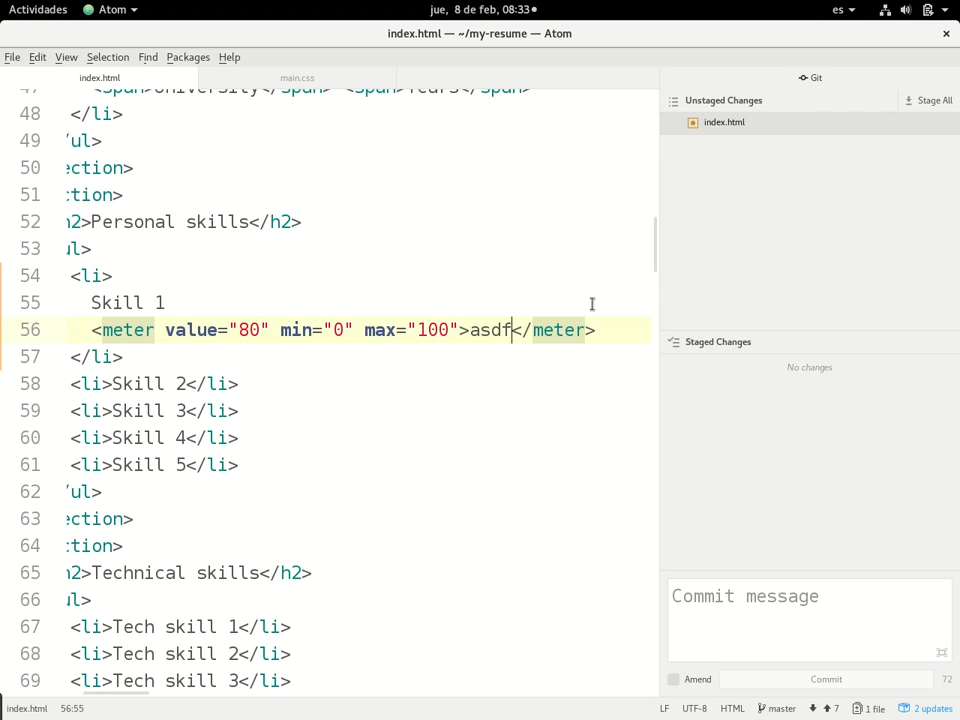 Actividades Atom jue, 8 de feb, 08:33 es
index.html — ~/my-resume — Atom
File Edit View Selection Find Packages Help
index.html main.css Git
Unstaged Changes Stage All
index.html
47 <span>University</span> <span>Years</span>
48 </li>
49 /ul>
50 ection>
51 ction>
52 h2>Personal skills</h2>
53 ul>
54 <li>
55 Skill 1
56 <meter value="80" min="0" max="100">asdf</meter>
57 </li>
58 <li>Skill 2</li>
59 <li>Skill 3</li>
60 <li>Skill 4</li>
61 <li>Skill 5</li>
62 /ul>
63 ection>
64 ction>
65 h2>Technical skills</h2>
66 ul>
67 <li>Tech skill 1</li>
68 <li>Tech skill 2</li>
69 <li>Tech skill 3</li>
Staged Changes
No changes
Commit message
Amend Commit 72
index.html 56:55 LF UTF-8 HTML master 7 1 file 2 updates